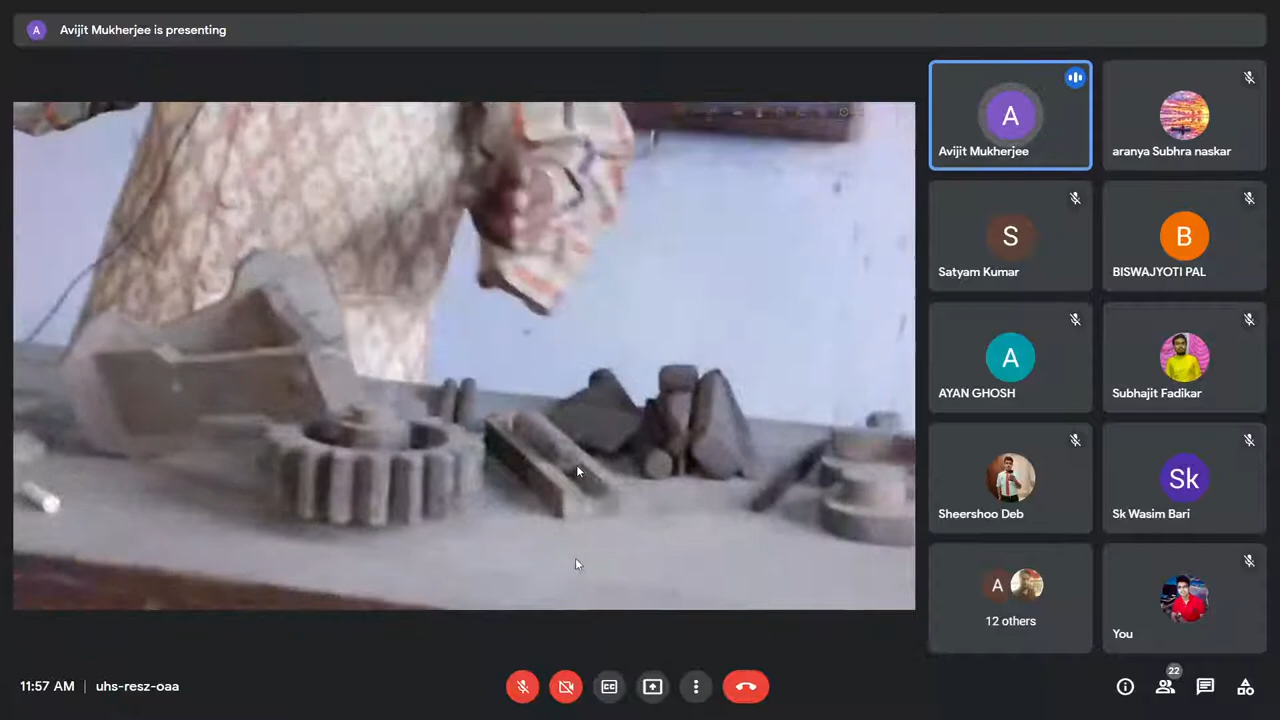 A
Avijit Mukherjee is presenting
A
Avijit Mukherjee
aranya Subhra naskar
S
Satyam Kumar
B
BISWAJYOTI PAL
A
AYAN GHOSH
Subhajit Fadikar
Sheershoo Deb
Sk
Sk Wasim Bari
A
12 others
You
11:57 AM | uhs-resz-oaa
CC
22